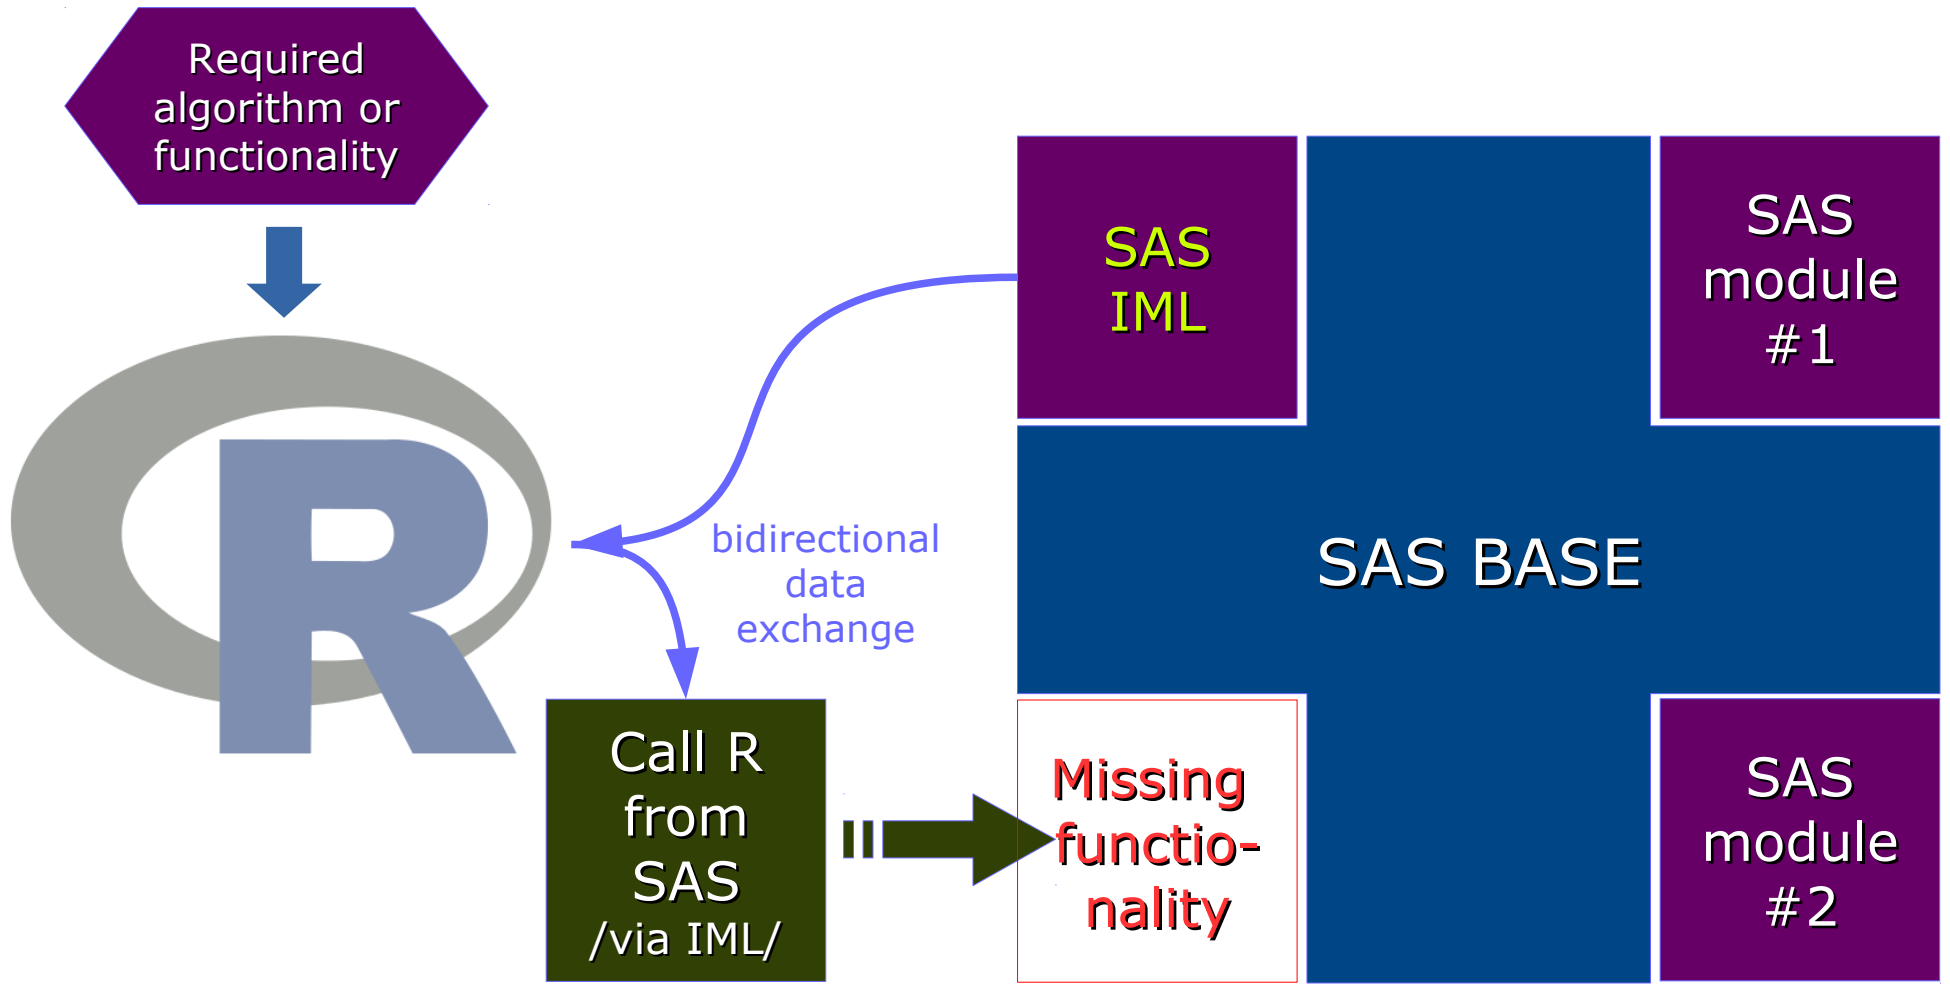 Required
algorithm or
functionality
SAS
IML
SAS
module
#1
R
bidirectional
data
exchange
SAS BASE
Call R
from
SAS
/via IML/
Missing
functio-
nality
SAS
module
#2